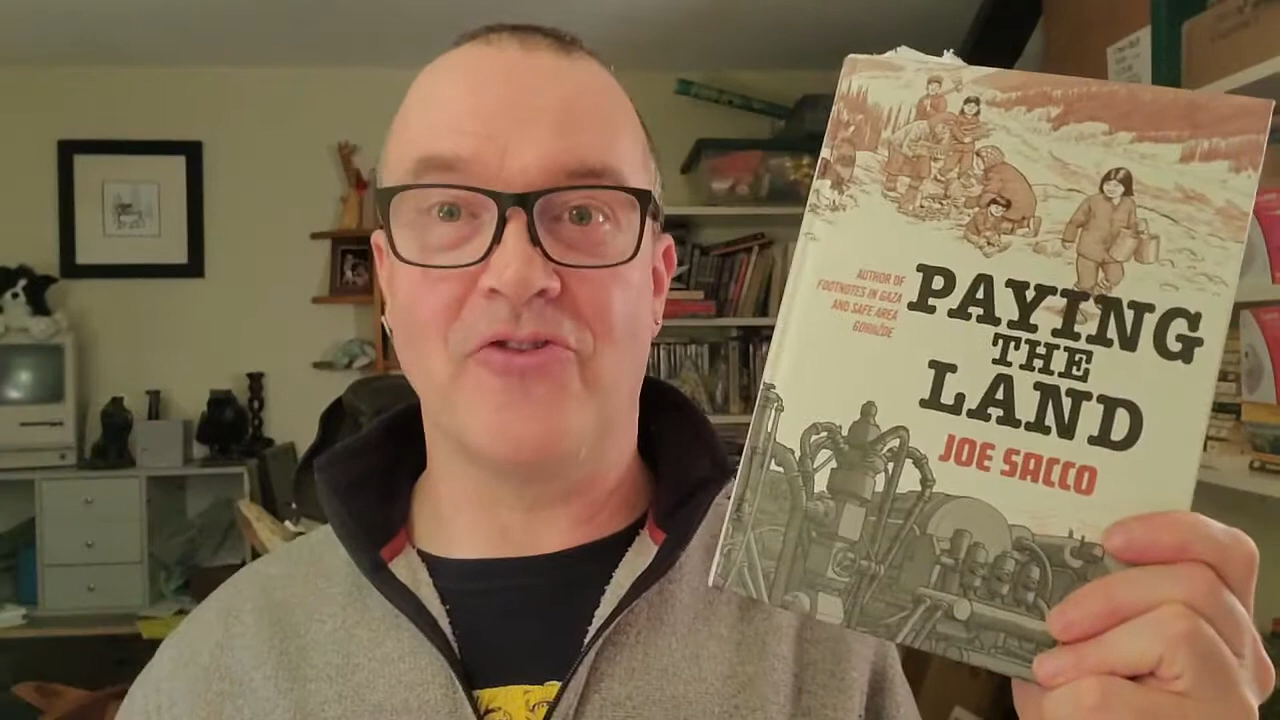 AUTHOR OF
FOOTNOTES IN GAZA
AND SAFE AREA
GORAŽDE
PAYING
THE
LAND
JOE SACCO